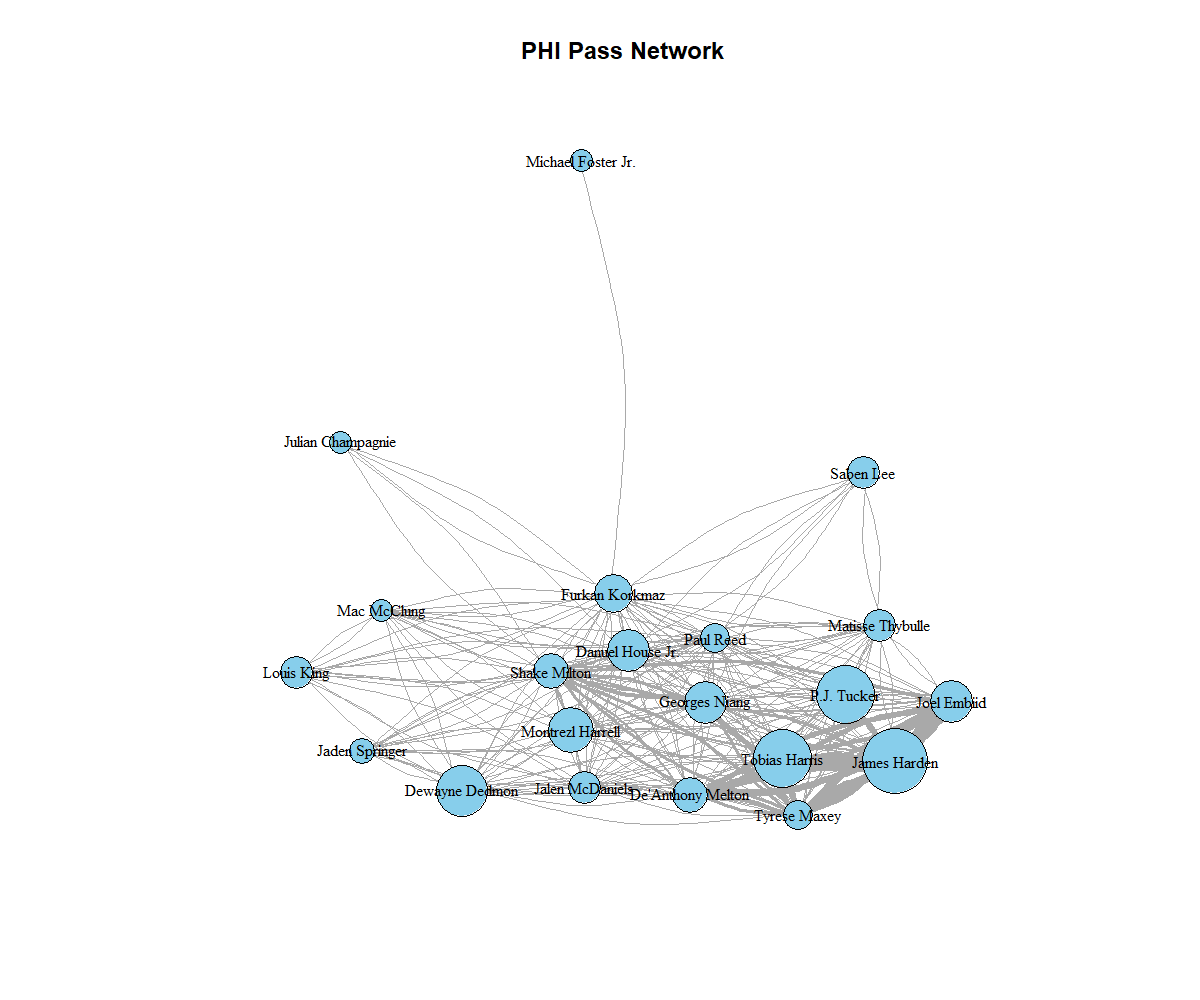 PHI Pass Network
Michael Foster Jr.
Julian Champagnie
Saben Lee
Furkan Korkmaz
Mac McClung
Matisse Thybulle
Paul Reed
Danuel House Jr.
Louis King
Shake Milton
Georges Niang
P.J. Tucker
Joel Embiid
Montrezl Harrell
Jaden Springer
Tobias Harris
James Harden
Dewayne Dedmon
Jalen McDaniels
De'Anthony Melton
Tyrese Maxey